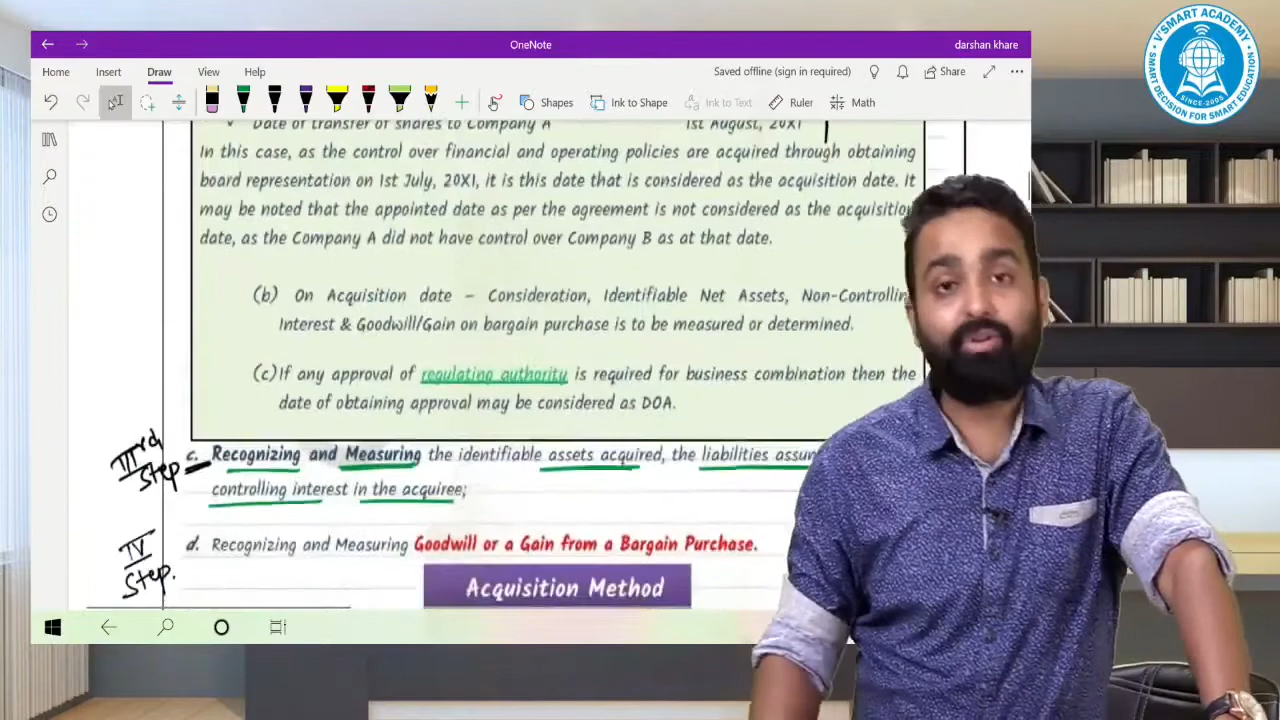 OneNote
darshan khare
Home Insert Draw View Help
Saved offline (sign in required)
Share
Shapes
Ink to Shape
Ink to Text
Ruler
Math
V'SMART ACADEMY
SINCE-2005
SMART DECISION FOR SMART EDUCATION
Date of transfer of shares to Company A 1st August, 20X1
In this case, as the control over financial and operating policies are acquired through obtaining
board representation on 1st July, 20X1, it is this date that is considered as the acquisition date. It
may be noted that the appointed date as per the agreement is not considered as the acquisition
date, as the Company A did not have control over Company B as at that date.
(b) On Acquisition date – Consideration, Identifiable Net Assets, Non-Controllin
Interest & Goodwill/Gain on bargain purchase is to be measured or determined.
(c) If any approval of regulating authority is required for business combination then the
date of obtaining approval may be considered as DOA.
IIIrd Step
c. Recognizing and Measuring the identifiable assets acquired, the liabilities assum
controlling interest in the acquiree;
IV Step.
d. Recognizing and Measuring Goodwill or a Gain from a Bargain Purchase.
Acquisition Method